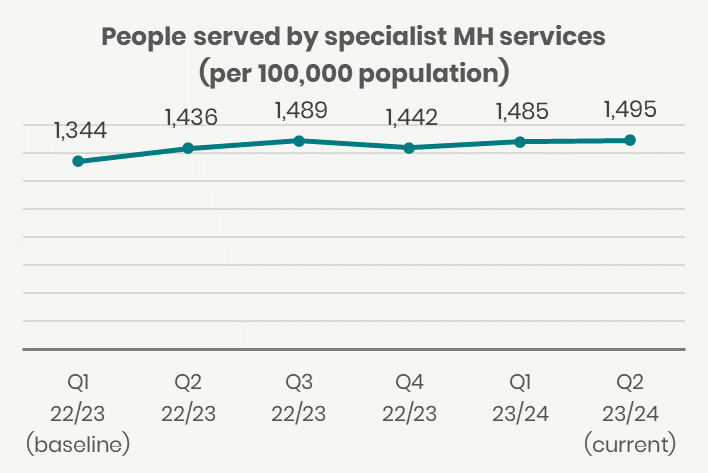 People served by specialist MH services
(per 100,000 population)
1,344 1,436 1,489 1,442 1,485 1,495
Q1 Q2 Q3 Q4 Q1 Q2
22/23 22/23 22/23 22/23 23/24 23/24
(baseline) (current)